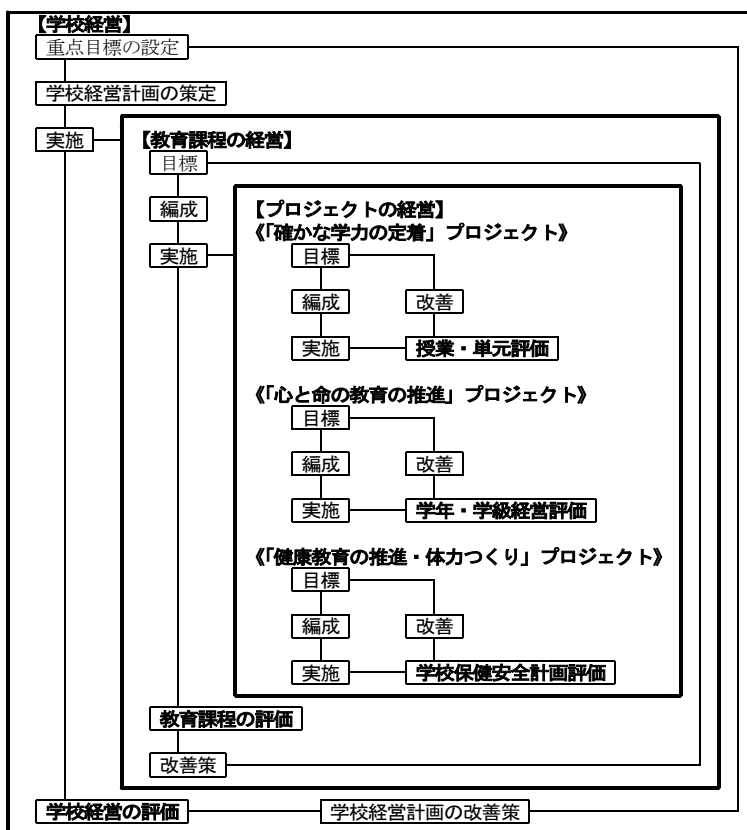 【学校経営】
重点目標の設定
学校経営計画の策定
実施
【教育課程の経営】
目標
編成
実施
【プロジェクトの経営】
《「確かな学力の定着」プロジェクト》
目標
編成 改善
実施 授業・単元評価
《「心と命の教育の推進」プロジェクト》
目標
編成 改善
実施 学年・学級経営評価
《「健康教育の推進・体力つくり」プロジェクト》
目標
編成 改善
実施 学校保健安全計画評価
教育課程の評価
改善策
学校経営の評価 学校経営計画の改善策